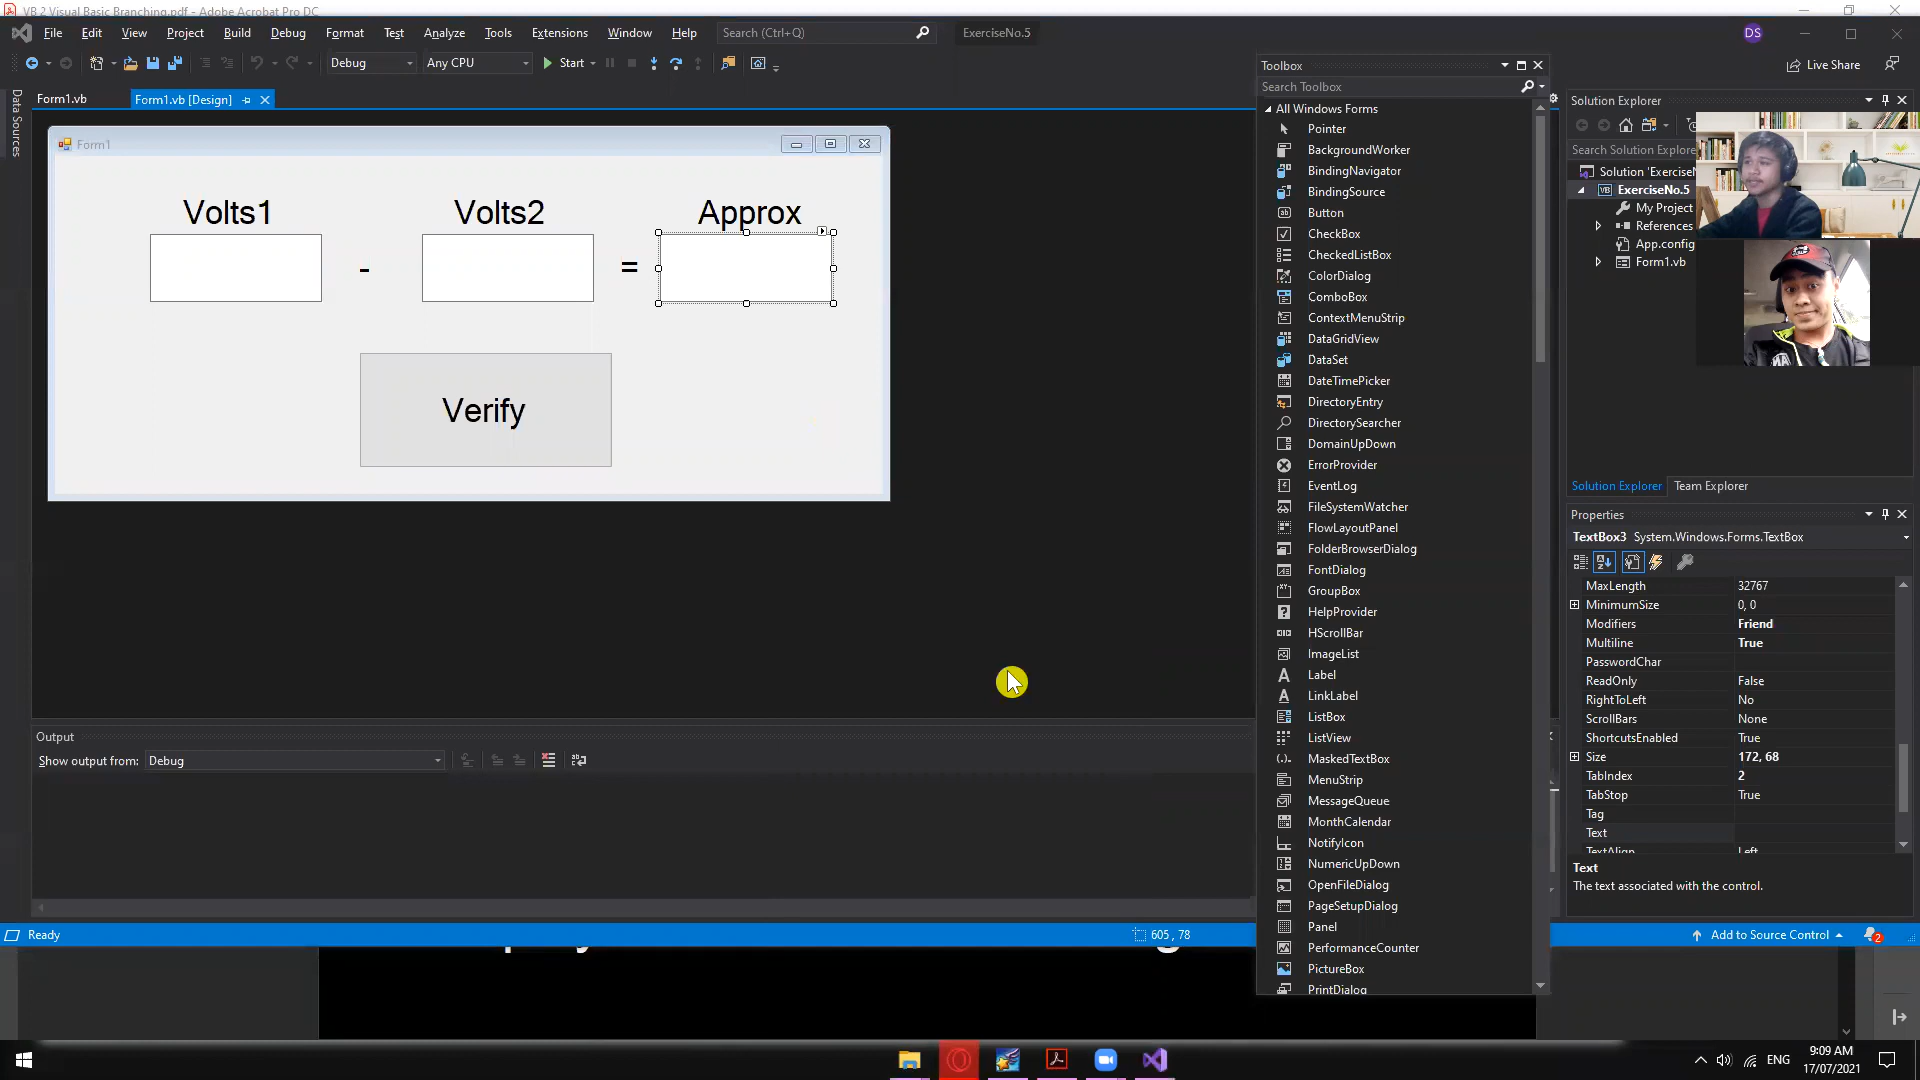 VB 2 Visual Basic Branching.pdf - Adobe Acrobat Pro DC
File Edit View Project Build Debug Format Test Analyze Tools Extensions Window Help Search (Ctrl+Q) ExerciseNo.5 DS
Debug Any CPU Start Live Share
Form1.vb Form1.vb [Design]
Data Sources
Form1
Volts1 Volts2 Approx
- =
Verify
Output
Show output from: Debug
Ready 605 , 78 Add to Source Control 2
Toolbox
Search Toolbox
All Windows Forms
Pointer
BackgroundWorker
BindingNavigator
BindingSource
Button
CheckBox
CheckedListBox
ColorDialog
ComboBox
ContextMenuStrip
DataGridView
DataSet
DateTimePicker
DirectoryEntry
DirectorySearcher
DomainUpDown
ErrorProvider
EventLog
FileSystemWatcher
FlowLayoutPanel
FolderBrowserDialog
FontDialog
GroupBox
HelpProvider
HScrollBar
ImageList
Label
LinkLabel
ListBox
ListView
MaskedTextBox
MenuStrip
MessageQueue
MonthCalendar
NotifyIcon
NumericUpDown
OpenFileDialog
PageSetupDialog
Panel
PerformanceCounter
PictureBox
PrintDialog
Solution Explorer
Search Solution Explore
Solution 'ExerciseN
ExerciseNo.5
My Project
References
App.config
Form1.vb
Solution Explorer Team Explorer
Properties
TextBox3 System.Windows.Forms.TextBox
MaxLength 32767
MinimumSize 0, 0
Modifiers Friend
Multiline True
PasswordChar
ReadOnly False
RightToLeft No
ScrollBars None
ShortcutsEnabled True
Size 172, 68
TabIndex 2
TabStop True
Tag
Text
TextAlign Left
Text
The text associated with the control.
ENG 9:09 AM
17/07/2021